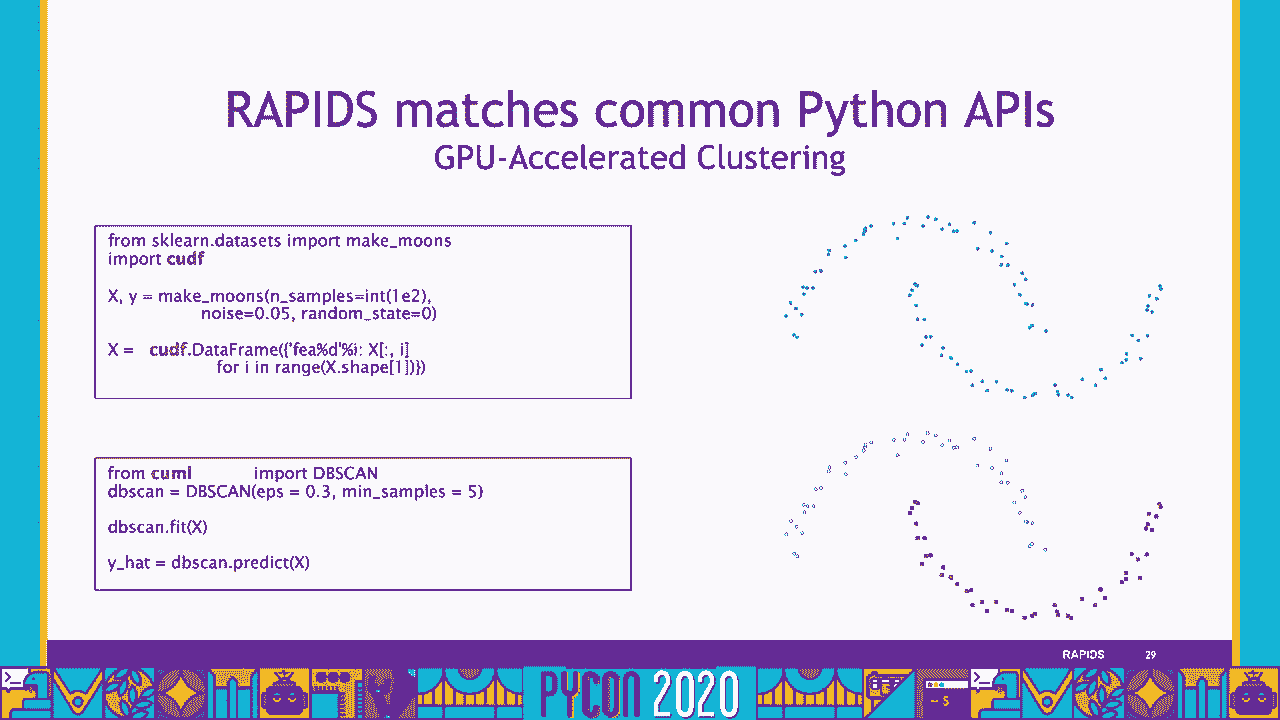 RAPIDS matches common Python APIs
GPU-Accelerated Clustering
from sklearn.datasets import make_moons
import cudf
X, y = make_moons(n_samples=int(1e2),
noise=0.05, random_state=0)
X = cudf.DataFrame({'fea%d'%i: X[:, i]
for i in range(X.shape[1])})
from cuml import DBSCAN
dbscan = DBSCAN(eps = 0.3, min_samples = 5)
dbscan.fit(X)
y_hat = dbscan.predict(X)
RAPIDS 29
PYCON 2020